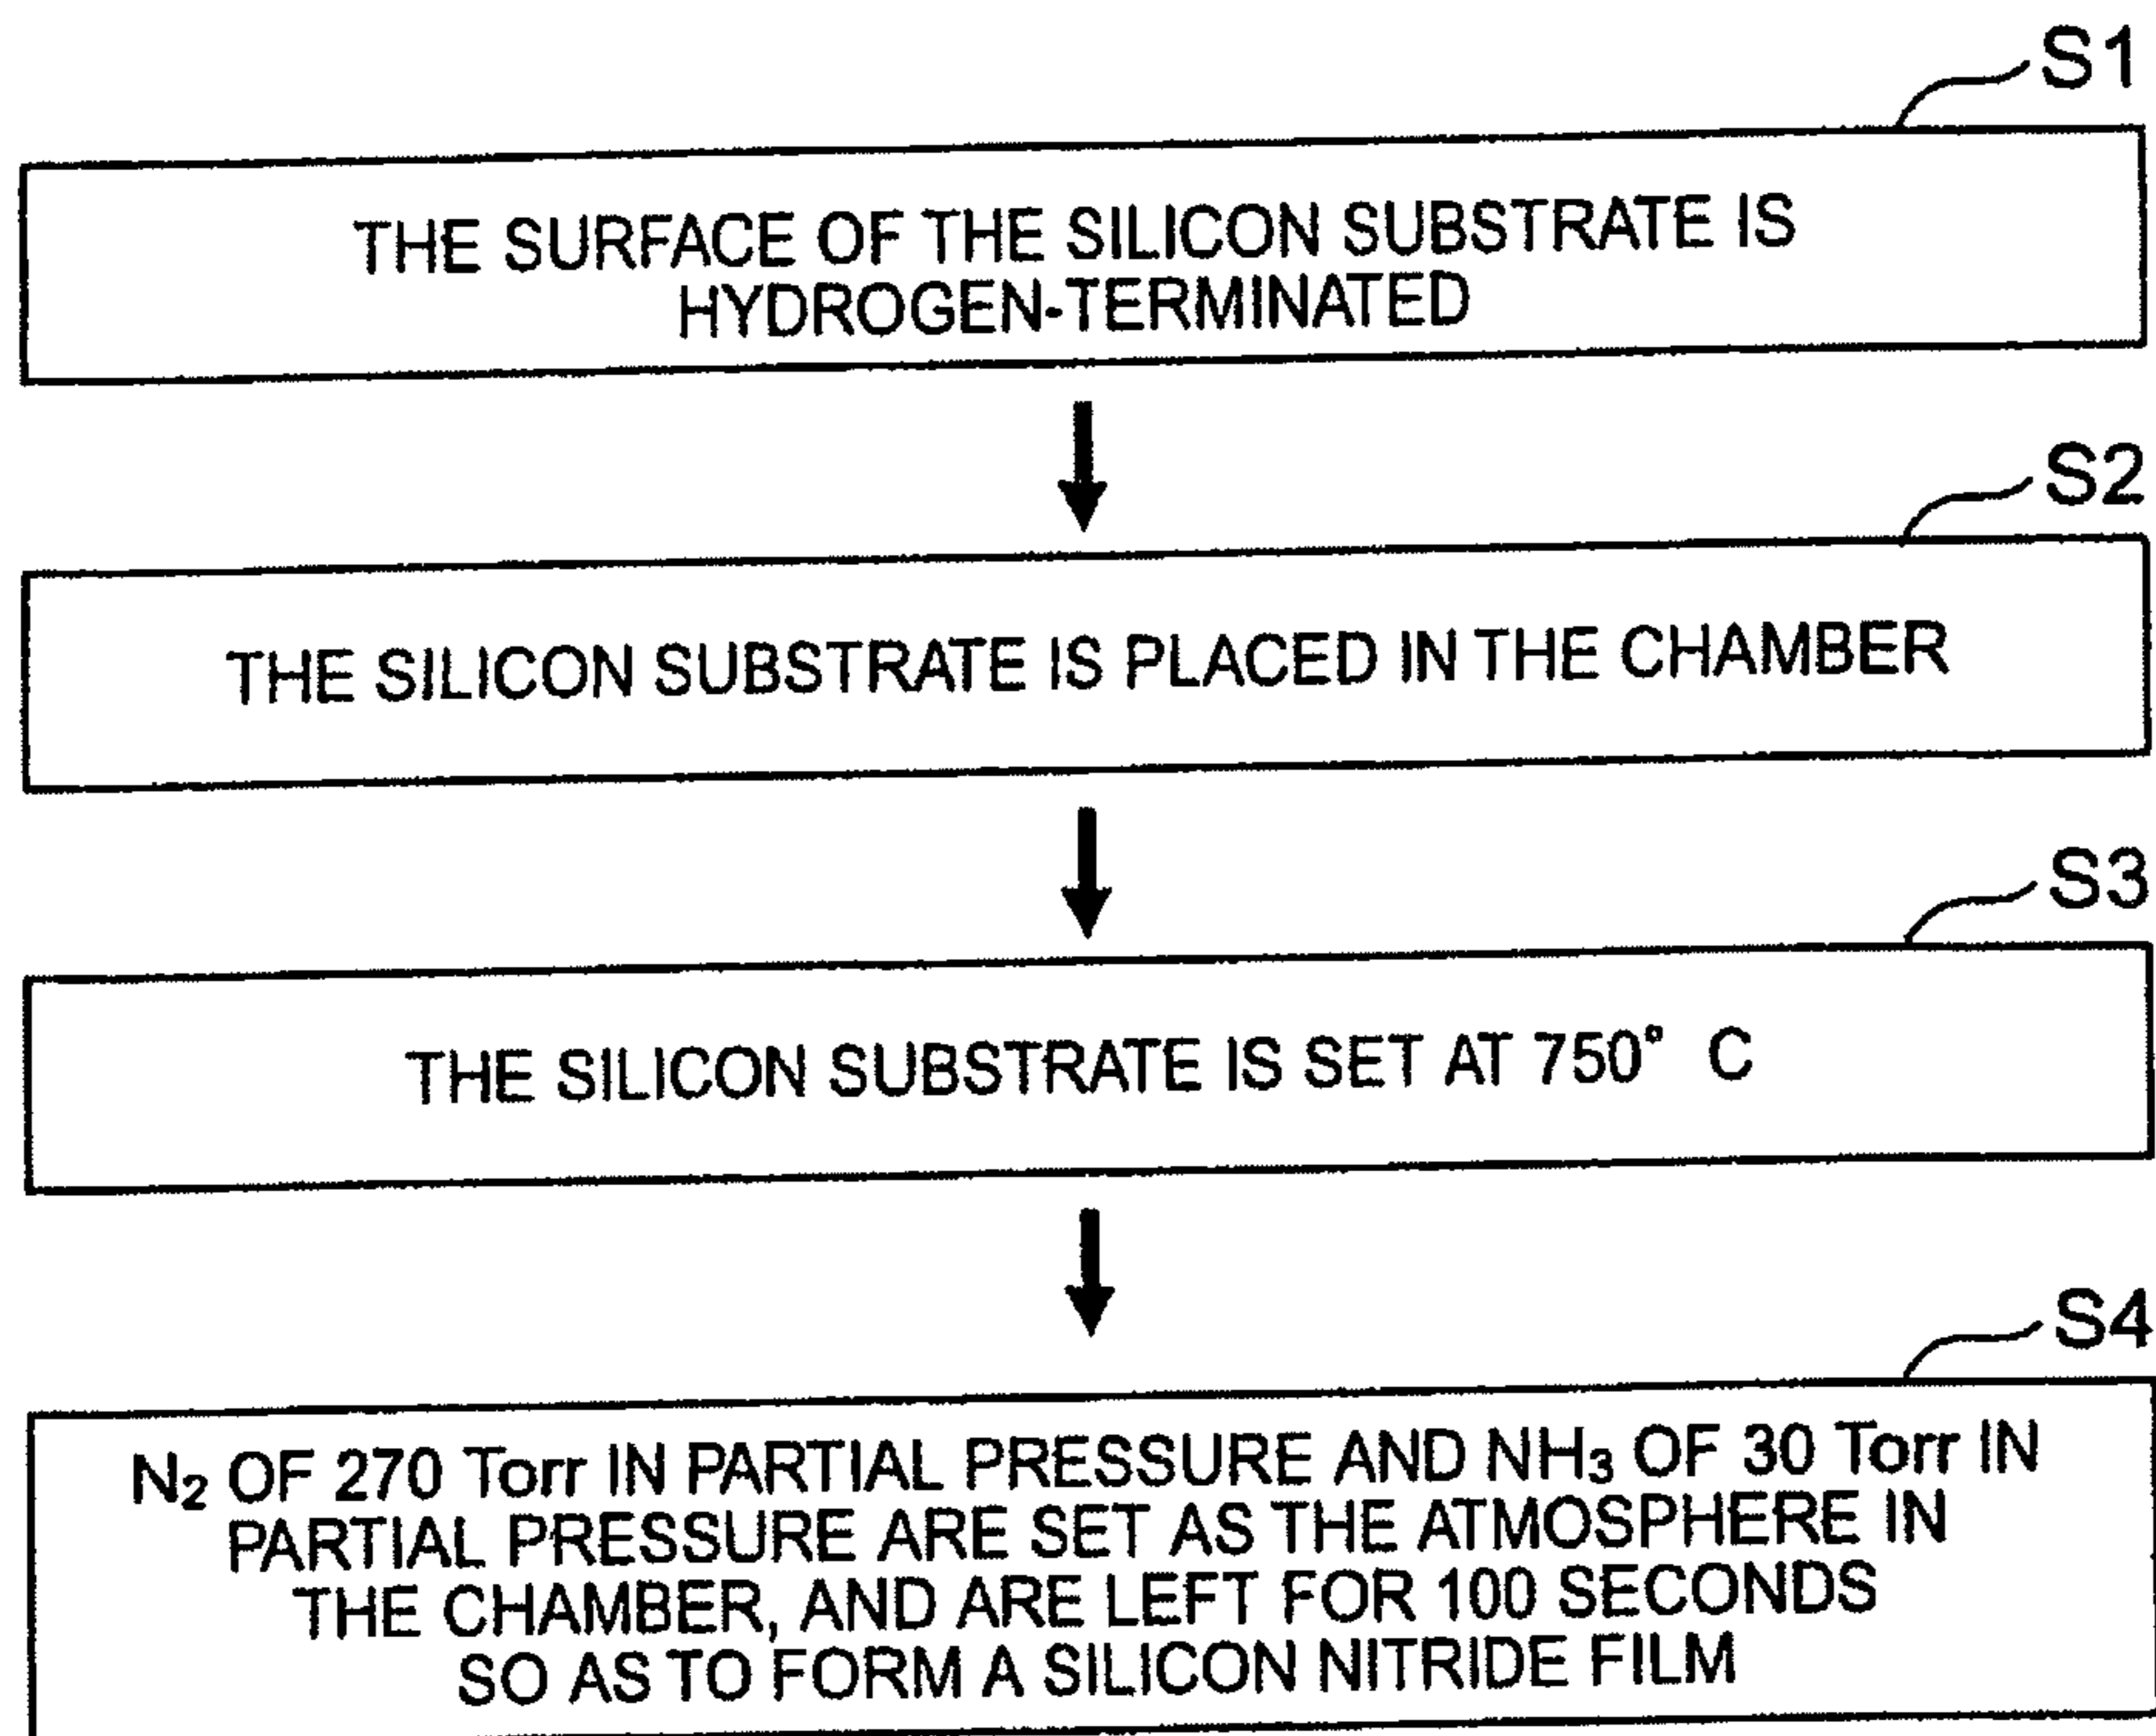 S1
THE SURFACE OF THE SILICON SUBSTRATE IS
HYDROGEN-TERMINATED
S2
THE SILICON SUBSTRATE IS PLACED IN THE CHAMBER
S3
THE SILICON SUBSTRATE IS SET AT 750° C
S4
N₂ OF 270 Torr IN PARTIAL PRESSURE AND NH₃ OF 30 Torr IN
PARTIAL PRESSURE ARE SET AS THE ATMOSPHERE IN
THE CHAMBER, AND ARE LEFT FOR 100 SECONDS
SO AS TO FORM A SILICON NITRIDE FILM